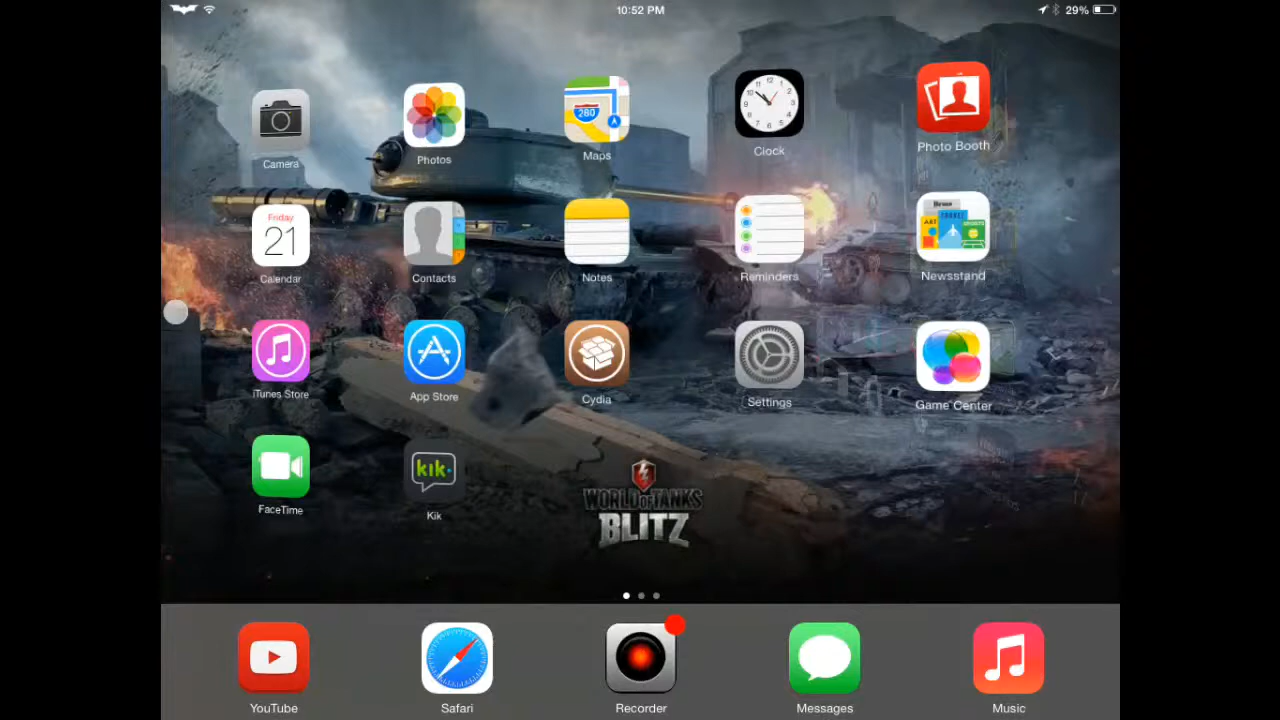 10:52 PM
29%
Camera
Photos
Maps
280
Clock
Photo Booth
Friday
21
Calendar
Contacts
Notes
Reminders
Newsstand
iTunes Store
App Store
Cydia
Settings
Game Center
FaceTime
kik
Kik
WORLD OF TANKS
BLITZ
YouTube
Safari
Recorder
Messages
Music